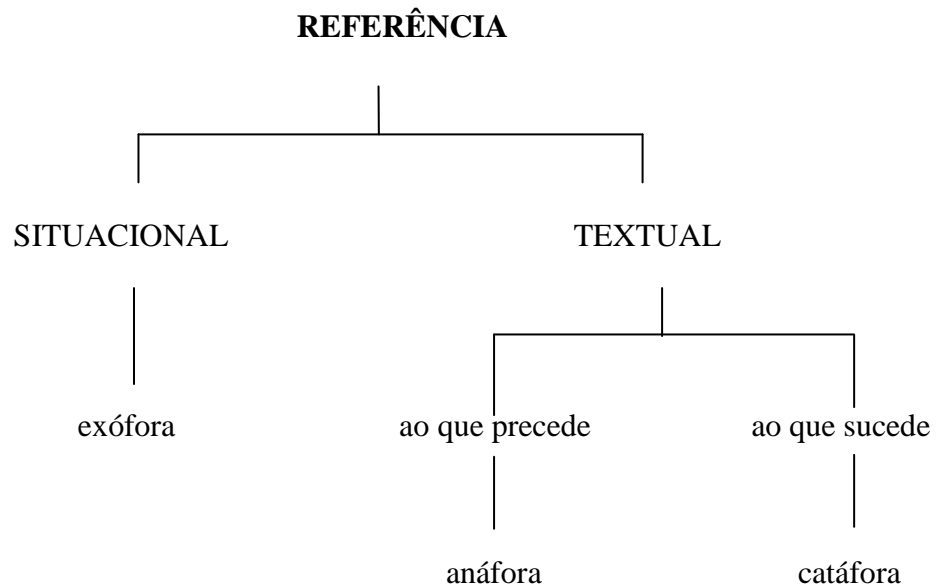 REFERÊNCIA
SITUACIONAL TEXTUAL
exófora ao que precede ao que sucede
anáfora catáfora